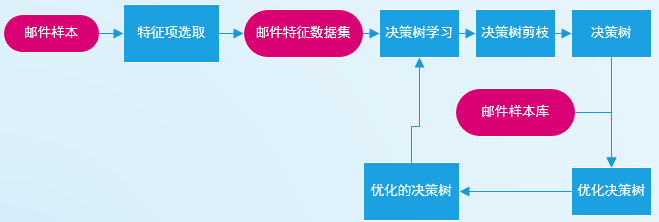 邮件样本
特征项选取
邮件特征数据集
决策树学习
决策树剪枝
决策树
邮件样本库
优化的决策树
优化决策树